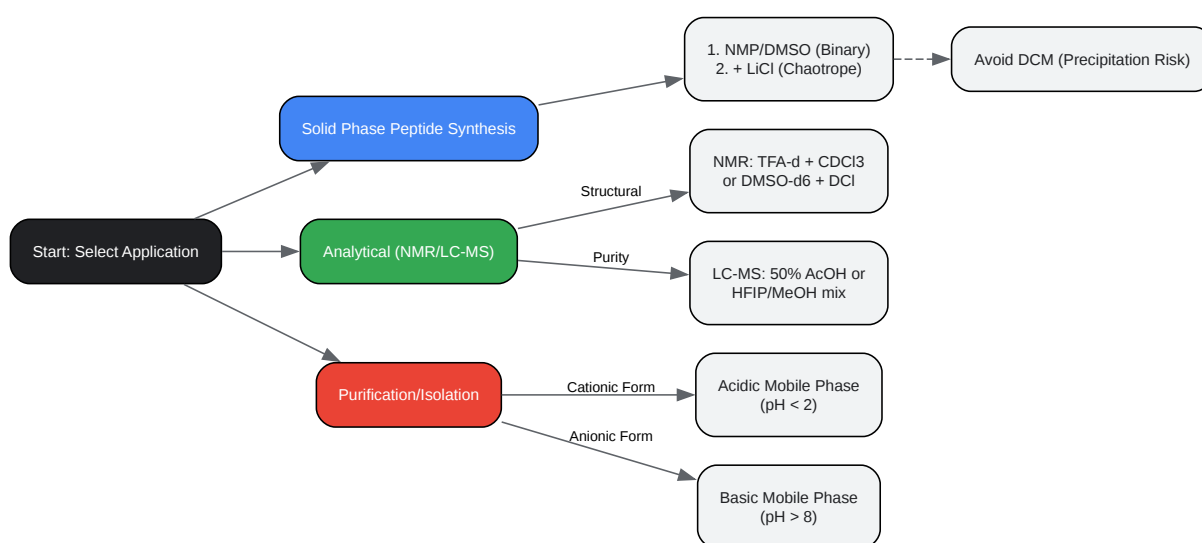 1. NMP/DMSO (Binary)
2. + LiCl (Chaotrope)
Avoid DCM (Precipitation Risk)
Solid Phase Peptide Synthesis
NMR: TFA-d + CDCl3
or DMSO-d6 + DCl
Structural
Start: Select Application
Analytical (NMR/LC-MS)
Purity
LC-MS: 50% AcOH or
HFIP/MeOH mix
Purification/Isolation
Cationic Form
Acidic Mobile Phase
(pH < 2)
Anionic Form
Basic Mobile Phase
(pH > 8)